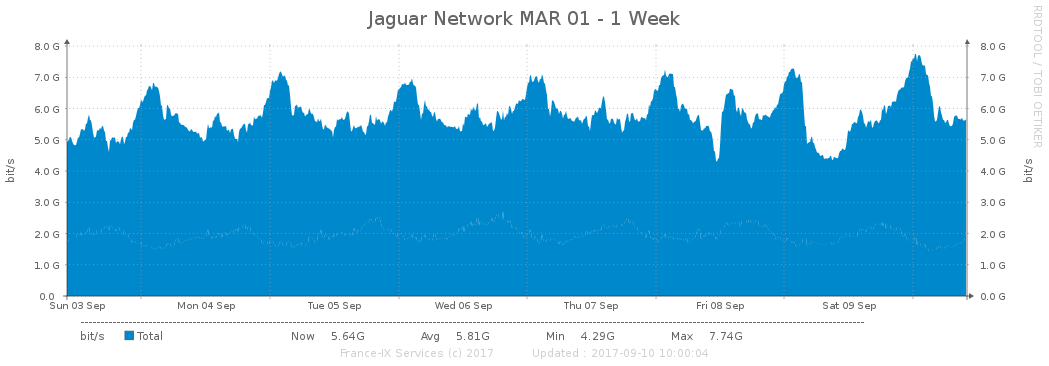 Jaguar Network MAR 01 - 1 Week
RRDTOOL / TOBI OETIKER
8.0 G 8.0 G
7.0 G 7.0 G
6.0 G 6.0 G
5.0 G 5.0 G
4.0 G 4.0 G
3.0 G 3.0 G
2.0 G 2.0 G
1.0 G 1.0 G
0.0 0.0 G
bit/s bit/s
Sun 03 Sep Mon 04 Sep Tue 05 Sep Wed 06 Sep Thu 07 Sep Fri 08 Sep Sat 09 Sep
bit/s Total Now 5.64G Avg 5.81G Min 4.29G Max 7.74G
France-IX Services (c) 2017 Updated : 2017-09-10 10:00:04